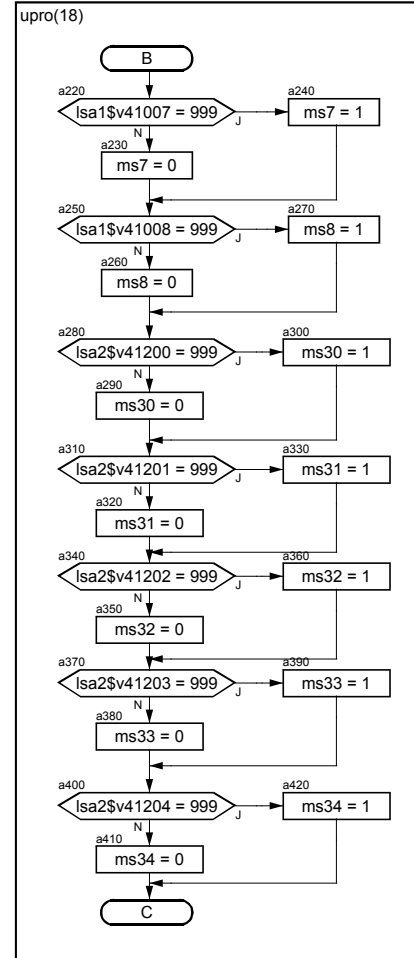 upro(18)
B
a220
lsa1$v41007 = 999
J
N
a240
ms7 = 1
a230
ms7 = 0
a250
lsa1$v41008 = 999
J
N
a270
ms8 = 1
a260
ms8 = 0
a280
lsa2$v41200 = 999
J
N
a300
ms30 = 1
a290
ms30 = 0
a310
lsa2$v41201 = 999
J
N
a330
ms31 = 1
a320
ms31 = 0
a340
lsa2$v41202 = 999
J
N
a360
ms32 = 1
a350
ms32 = 0
a370
lsa2$v41203 = 999
J
N
a390
ms33 = 1
a380
ms33 = 0
a400
lsa2$v41204 = 999
J
N
a420
ms34 = 1
a410
ms34 = 0
C